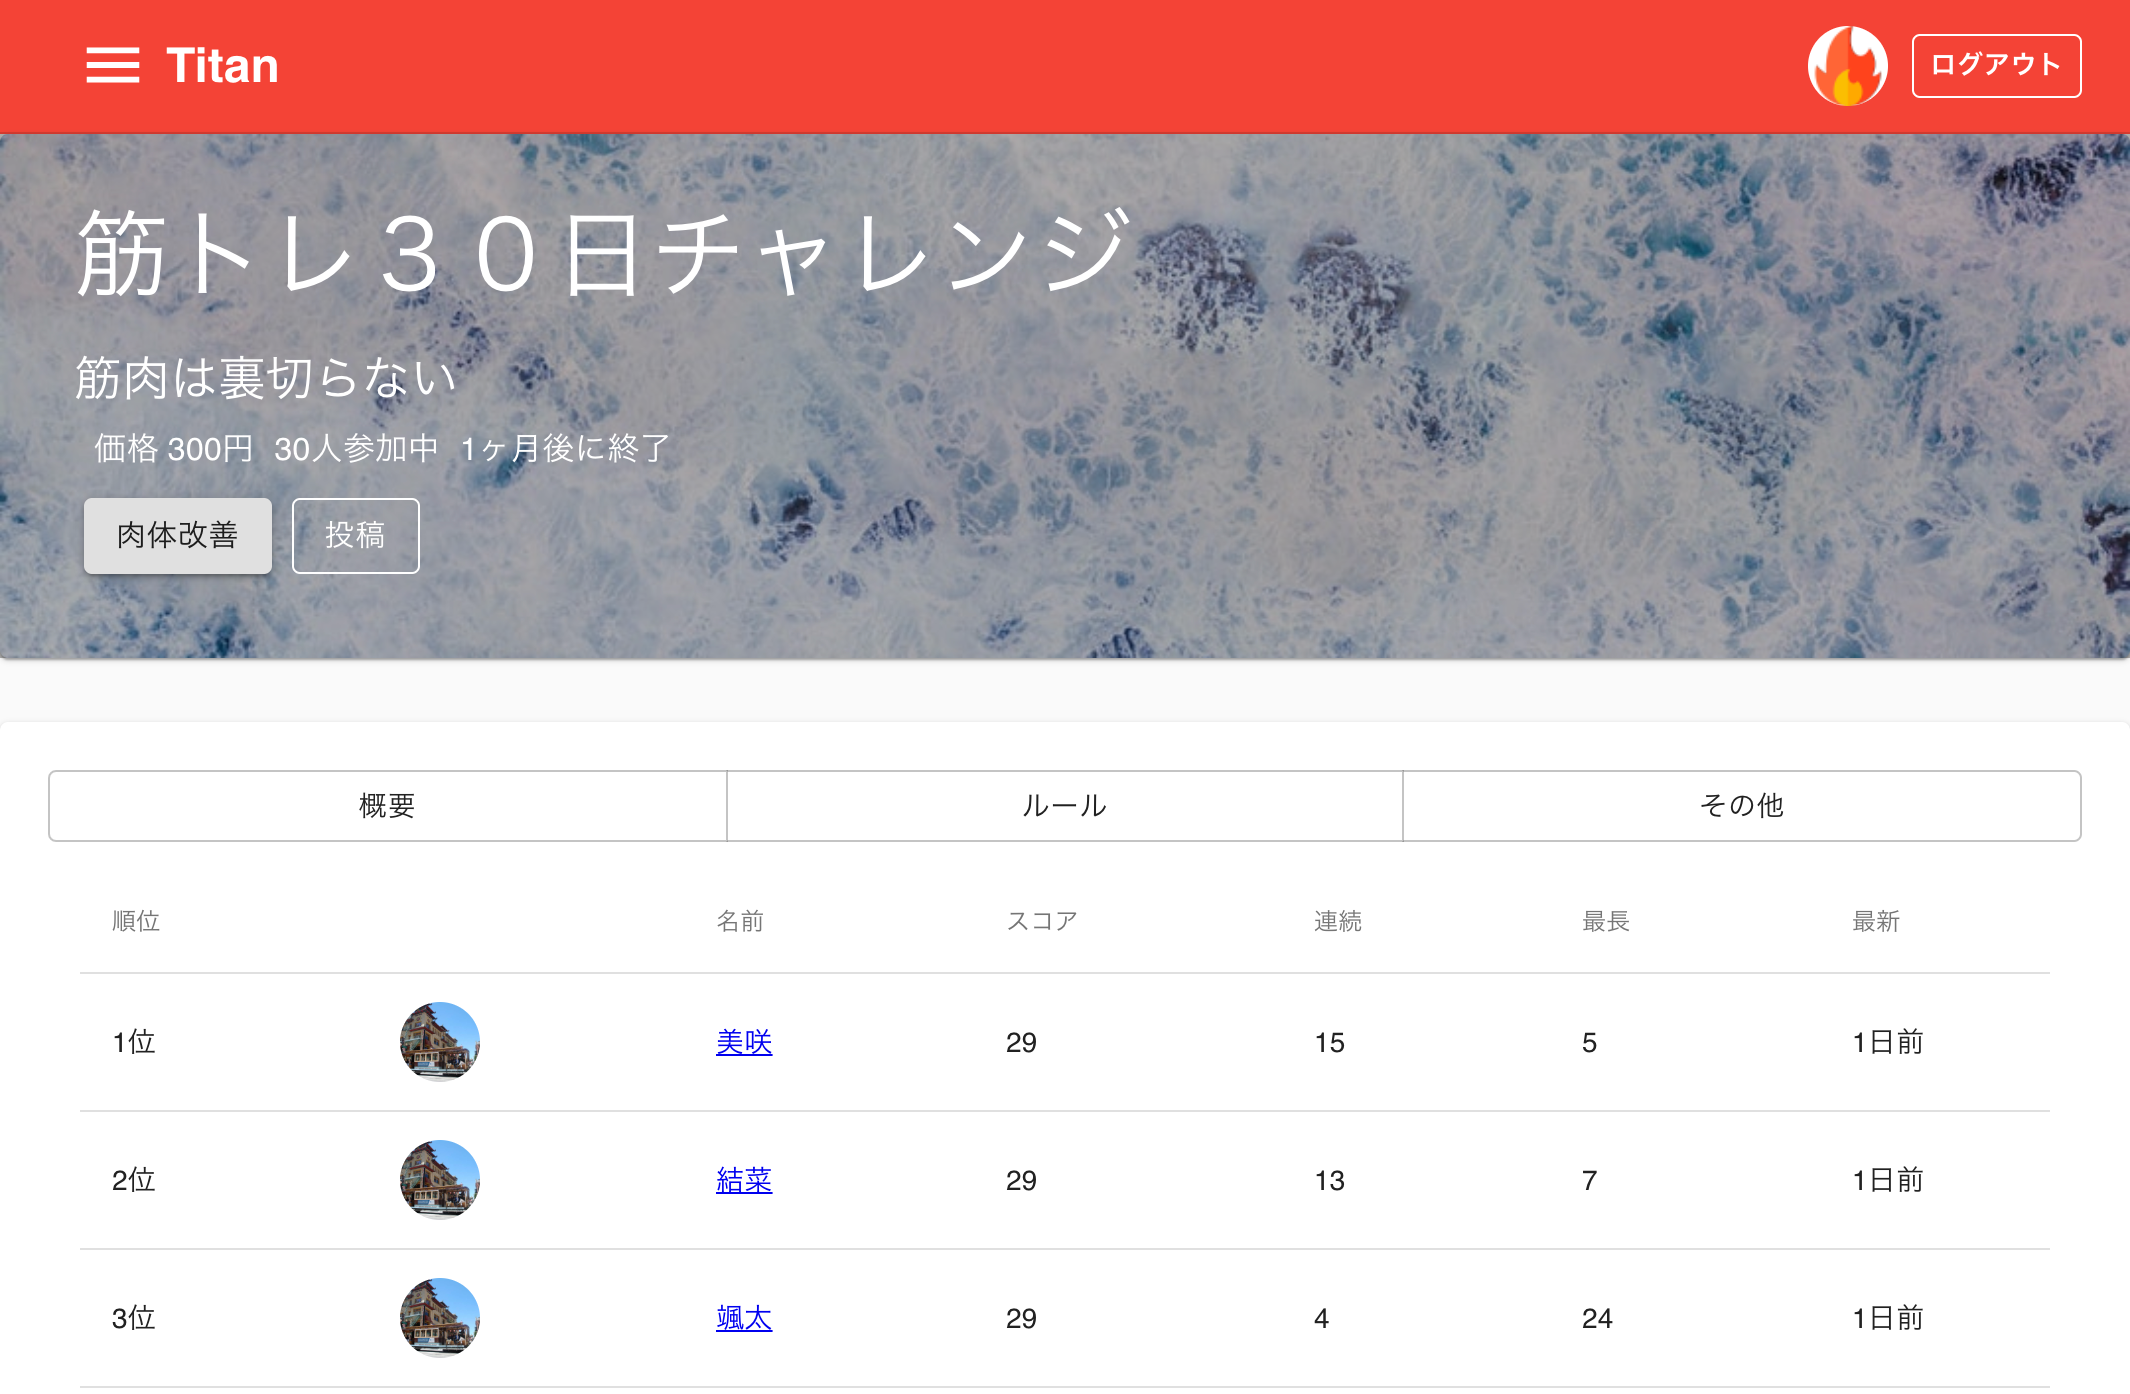 Titan ログアウト
筋トレ３０日チャレンジ
筋肉は裏切らない
価格 300円 30人参加中 1ヶ月後に終了
肉体改善 投稿
概要 ルール その他
順位 名前 スコア 連続 最長 最新
1位 美咲 29 15 5 1日前
2位 結菜 29 13 7 1日前
3位 颯太 29 4 24 1日前